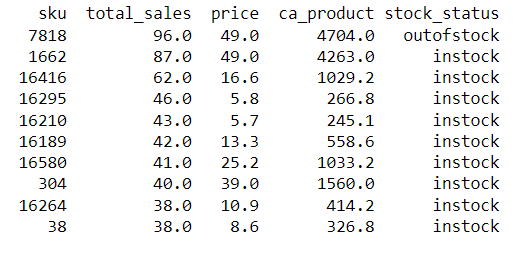 sku total_sales price ca_product stock_status
7818 96.0 49.0 4704.0 outofstock
1662 87.0 49.0 4263.0 instock
16416 62.0 16.6 1029.2 instock
16295 46.0 5.8 266.8 instock
16210 43.0 5.7 245.1 instock
16189 42.0 13.3 558.6 instock
16580 41.0 25.2 1033.2 instock
304 40.0 39.0 1560.0 instock
16264 38.0 10.9 414.2 instock
38 38.0 8.6 326.8 instock